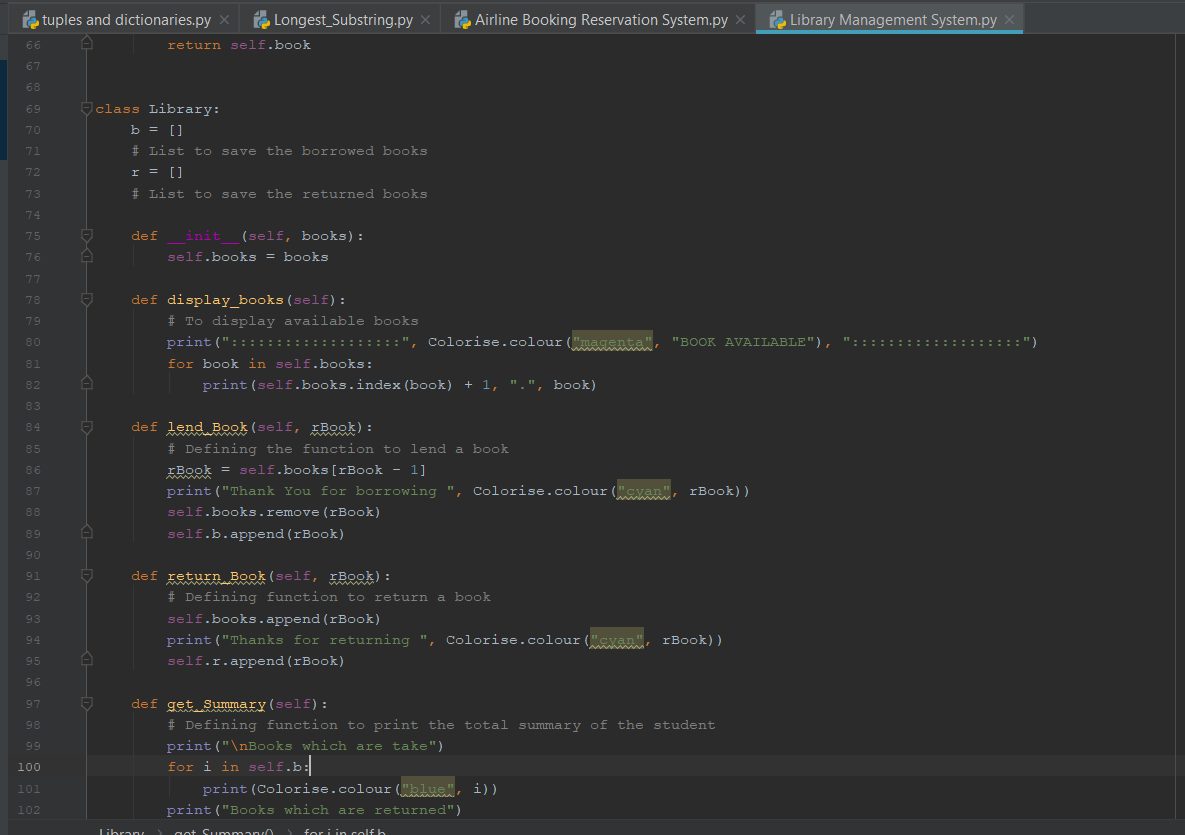 tuples and dictionaries.py × Longest_Substring.py × Airline Booking Reservation System.py × Library Management System.py ×
66 return self.book
67
68
69 class Library:
70 b = []
71 # List to save the borrowed books
72 r = []
73 # List to save the returned books
74
75 def __init__(self, books):
76 self.books = books
77
78 def display_books(self):
79 # To display available books
80 print(":::::::::::::::::::", Colorise.colour("magenta", "BOOK AVAILABLE"), ":::::::::::::::::::")
81 for book in self.books:
82 print(self.books.index(book) + 1, ".", book)
83
84 def lend_Book(self, rBook):
85 # Defining the function to lend a book
86 rBook = self.books[rBook - 1]
87 print("Thank You for borrowing ", Colorise.colour("cyan", rBook))
88 self.books.remove(rBook)
89 self.b.append(rBook)
90
91 def return_Book(self, rBook):
92 # Defining function to return a book
93 self.books.append(rBook)
94 print("Thanks for returning ", Colorise.colour("cyan", rBook))
95 self.r.append(rBook)
96
97 def get_Summary(self):
98 # Defining function to print the total summary of the student
99 print("\nBooks which are take")
100 for i in self.b:
101 print(Colorise.colour("blue", i))
102 print("Books which are returned")
Library › get_Summary() › for i in self.b